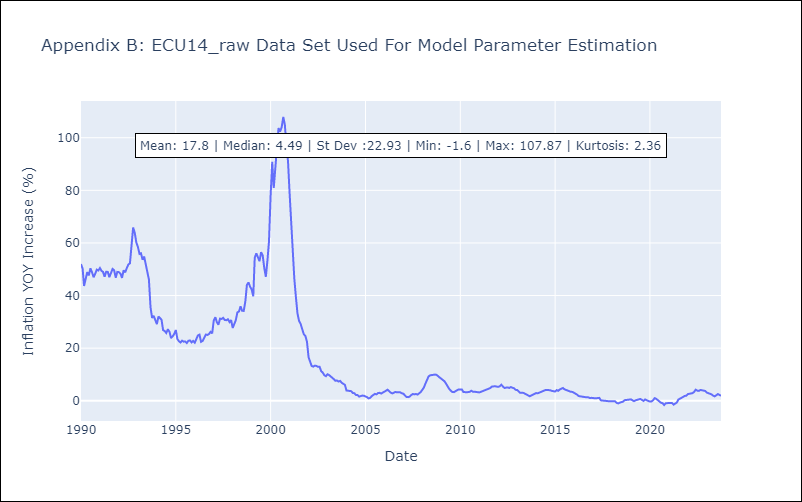 Appendix B: ECU14_raw Data Set Used For Model Parameter Estimation
Mean: 17.8 | Median: 4.49 | St Dev :22.93 | Min: -1.6 | Max: 107.87 | Kurtosis: 2.36
Inflation YOY Increase (%)
100
80
60
40
20
0
1990 1995 2000 2005 2010 2015 2020
Date